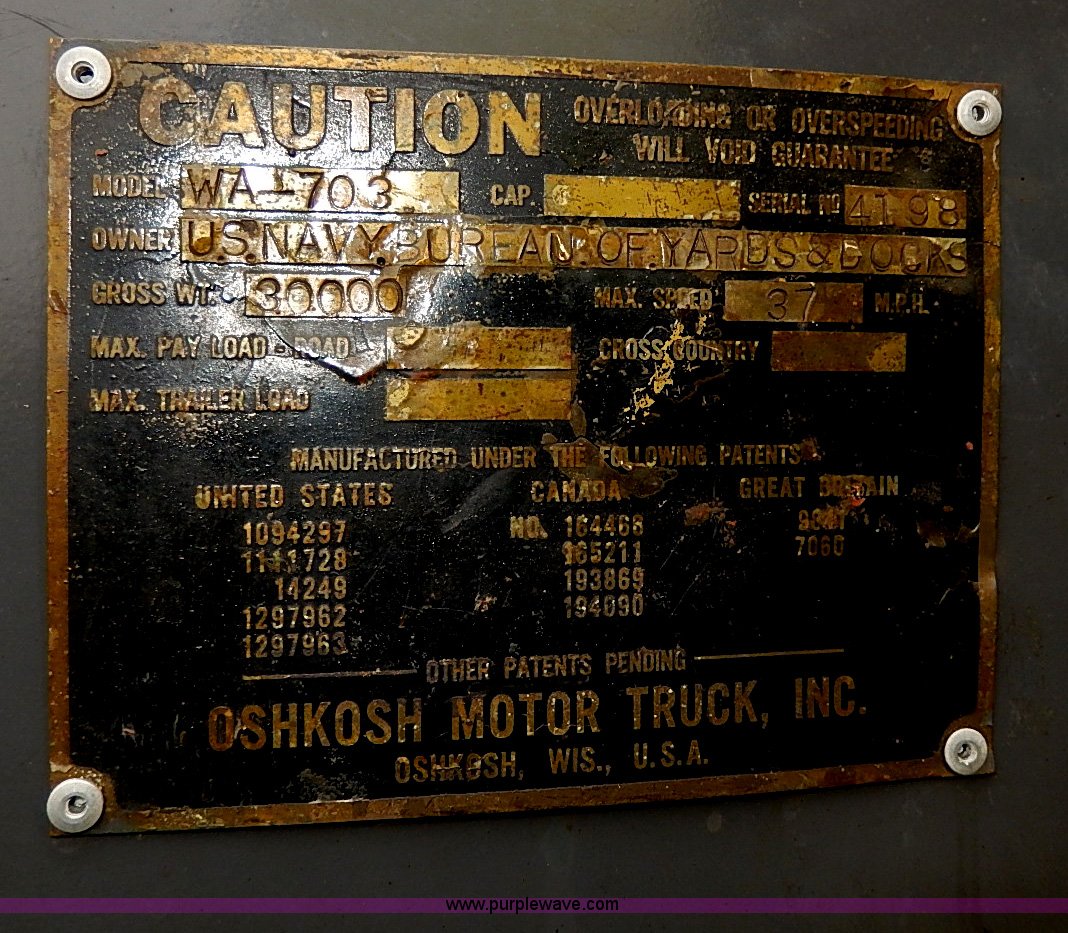 CAUTION OVERLOADING OR OVERSPEEDING
WILL VOID GUARANTEE
MODEL WA-703 CAP. SERIAL NO 4198
OWNER U.S. NAVY. BUREAU. OF. YARDS & DOCKS
GROSS WT. 30000 MAX. SPEED 37 M.P.H.
MAX. PAY LOAD - ROAD CROSS COUNTRY
MAX. TRAILER LOAD
MANUFACTURED UNDER THE FOLLOWING PATENTS
UNITED STATES CANADA GREAT BRITAIN
1094297 NO. 164468
1111728 165211 7060
14249 193869
1297962 194090
1297963
OTHER PATENTS PENDING
OSHKOSH MOTOR TRUCK, INC.
OSHKOSH, WIS., U.S.A.
www.purplewave.com